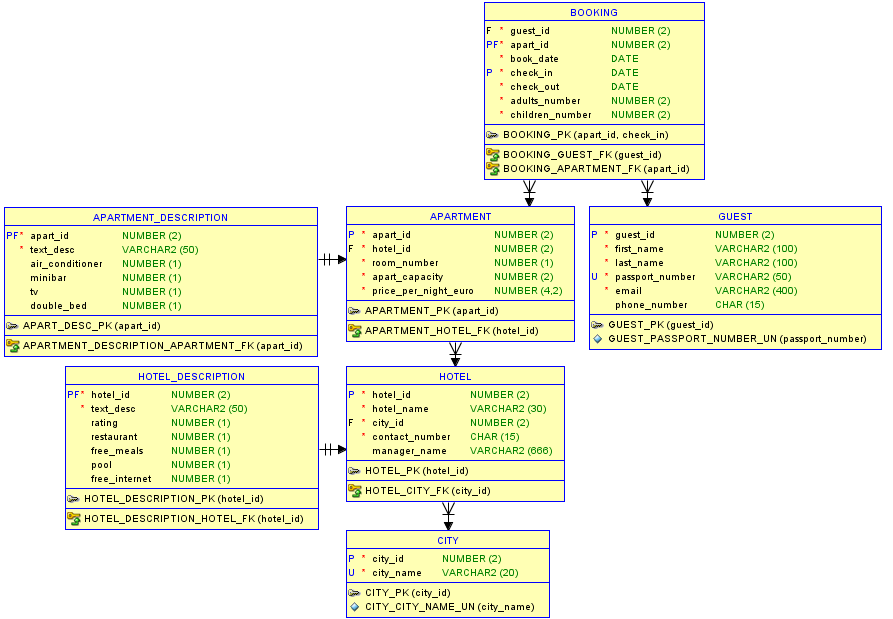 BOOKING
F * guest_id NUMBER (2)
PF* apart_id NUMBER (2)
* book_date DATE
P * check_in DATE
* check_out DATE
* adults_number NUMBER (2)
* children_number NUMBER (2)
BOOKING_PK (apart_id, check_in)
BOOKING_GUEST_FK (guest_id)
BOOKING_APARTMENT_FK (apart_id)
APARTMENT_DESCRIPTION
PF* apart_id NUMBER (2)
* text_desc VARCHAR2 (50)
air_conditioner NUMBER (1)
minibar NUMBER (1)
tv NUMBER (1)
double_bed NUMBER (1)
APART_DESC_PK (apart_id)
APARTMENT_DESCRIPTION_APARTMENT_FK (apart_id)
APARTMENT
P * apart_id NUMBER (2)
F * hotel_id NUMBER (2)
* room_number NUMBER (1)
* apart_capacity NUMBER (2)
* price_per_night_euro NUMBER (4,2)
APARTMENT_PK (apart_id)
APARTMENT_HOTEL_FK (hotel_id)
GUEST
P * guest_id NUMBER (2)
* first_name VARCHAR2 (100)
* last_name VARCHAR2 (100)
U * passport_number VARCHAR2 (50)
* email VARCHAR2 (400)
phone_number CHAR (15)
GUEST_PK (guest_id)
GUEST_PASSPORT_NUMBER_UN (passport_number)
HOTEL_DESCRIPTION
PF* hotel_id NUMBER (2)
* text_desc VARCHAR2 (50)
rating NUMBER (1)
restaurant NUMBER (1)
free_meals NUMBER (1)
pool NUMBER (1)
free_internet NUMBER (1)
HOTEL_DESCRIPTION_PK (hotel_id)
HOTEL_DESCRIPTION_HOTEL_FK (hotel_id)
HOTEL
P * hotel_id NUMBER (2)
* hotel_name VARCHAR2 (30)
F * city_id NUMBER (2)
* contact_number CHAR (15)
manager_name VARCHAR2 (666)
HOTEL_PK (hotel_id)
HOTEL_CITY_FK (city_id)
CITY
P * city_id NUMBER (2)
U * city_name VARCHAR2 (20)
CITY_PK (city_id)
CITY_CITY_NAME_UN (city_name)